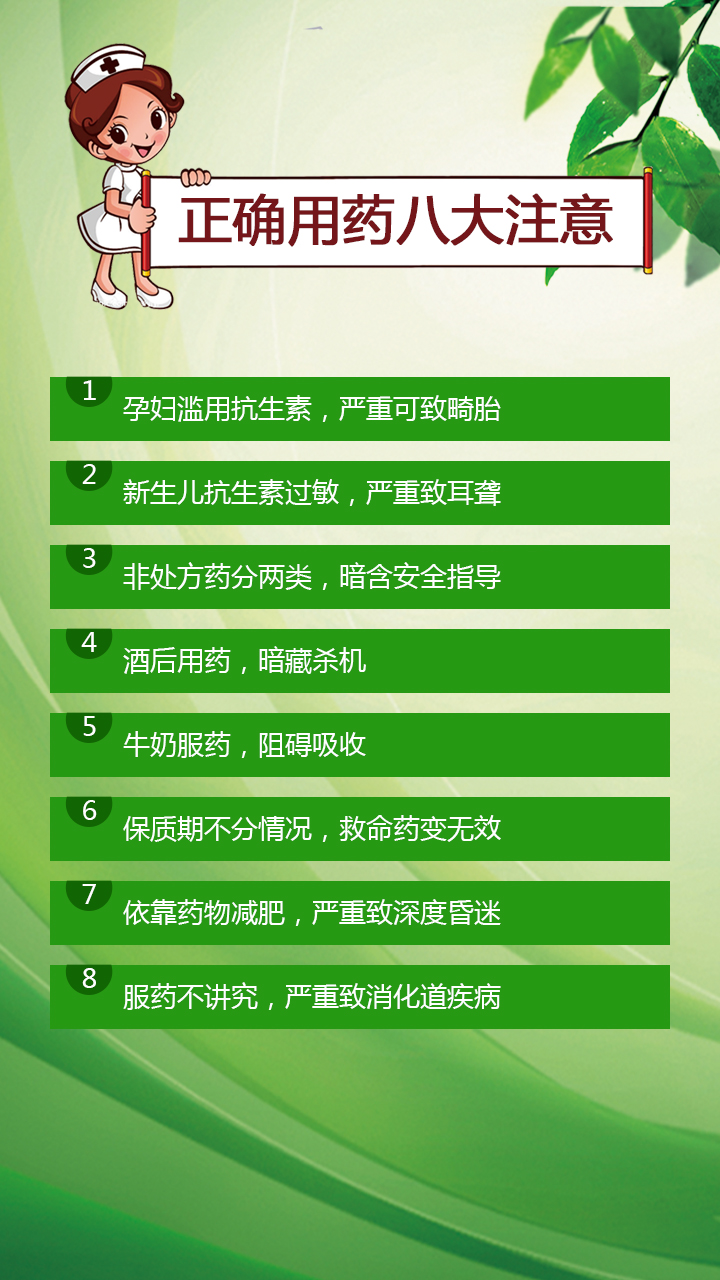 正确用药八大注意
1
孕妇滥用抗生素，严重可致畸胎
2
新生儿抗生素过敏，严重致耳聋
3
非处方药分两类，暗含安全指导
4
酒后用药，暗藏杀机
5
牛奶服药，阻碍吸收
6
保质期不分情况，救命药变无效
7
依靠药物减肥，严重致深度昏迷
8
服药不讲究，严重致消化道疾病